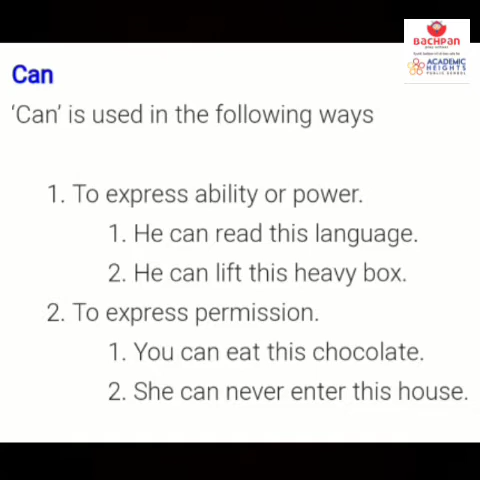 BACHPAN
ACADEMIC
HEIGHTS
PUBLIC SCHOOL
Can
‘Can’ is used in the following ways
1. To express ability or power.
1. He can read this language.
2. He can lift this heavy box.
2. To express permission.
1. You can eat this chocolate.
2. She can never enter this house.